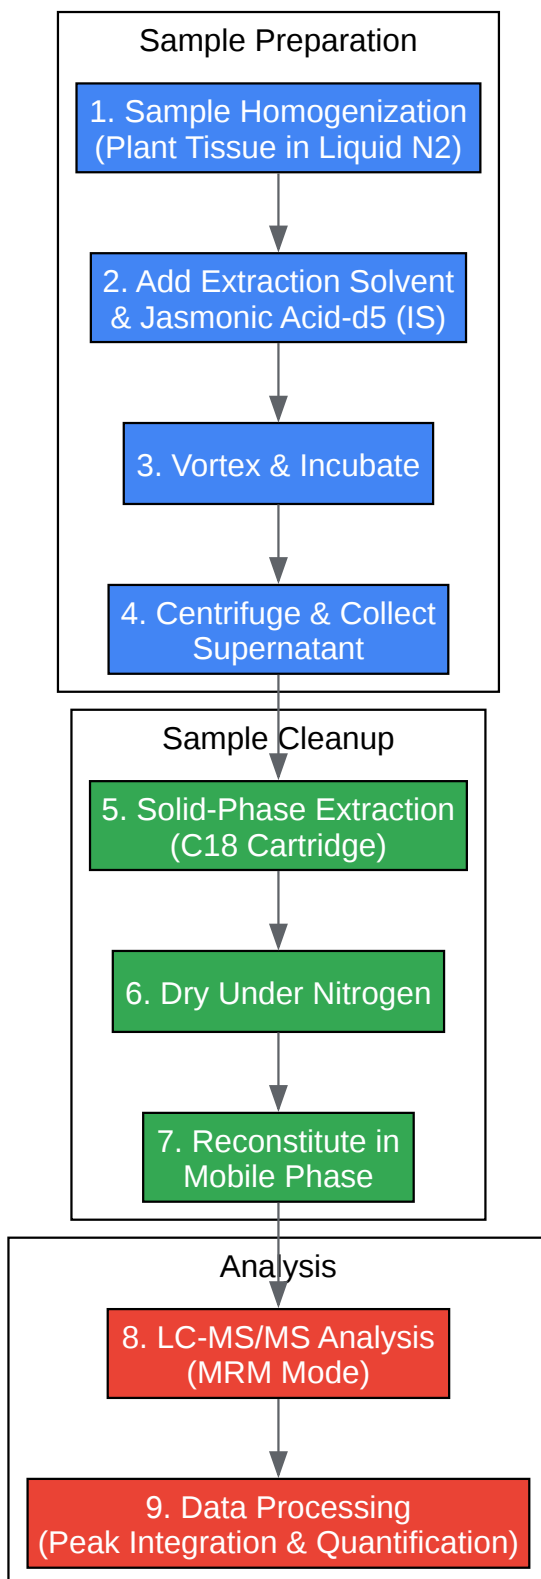 Sample Preparation
1. Sample Homogenization
(Plant Tissue in Liquid N2)
2. Add Extraction Solvent
& Jasmonic Acid-d5 (IS)
3. Vortex & Incubate
4. Centrifuge & Collect
Supernatant
Sample Cleanup
5. Solid-Phase Extraction
(C18 Cartridge)
6. Dry Under Nitrogen
7. Reconstitute in
Mobile Phase
Analysis
8. LC-MS/MS Analysis
(MRM Mode)
9. Data Processing
(Peak Integration & Quantification)